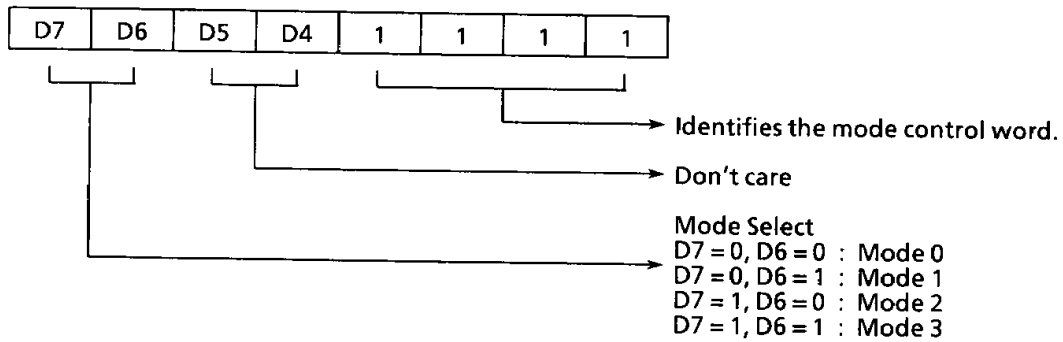 D7 D6 D5 D4 1 1 1 1
Identifies the mode control word.
Don't care
Mode Select
D7 = 0, D6 = 0 : Mode 0
D7 = 0, D6 = 1 : Mode 1
D7 = 1, D6 = 0 : Mode 2
D7 = 1, D6 = 1 : Mode 3